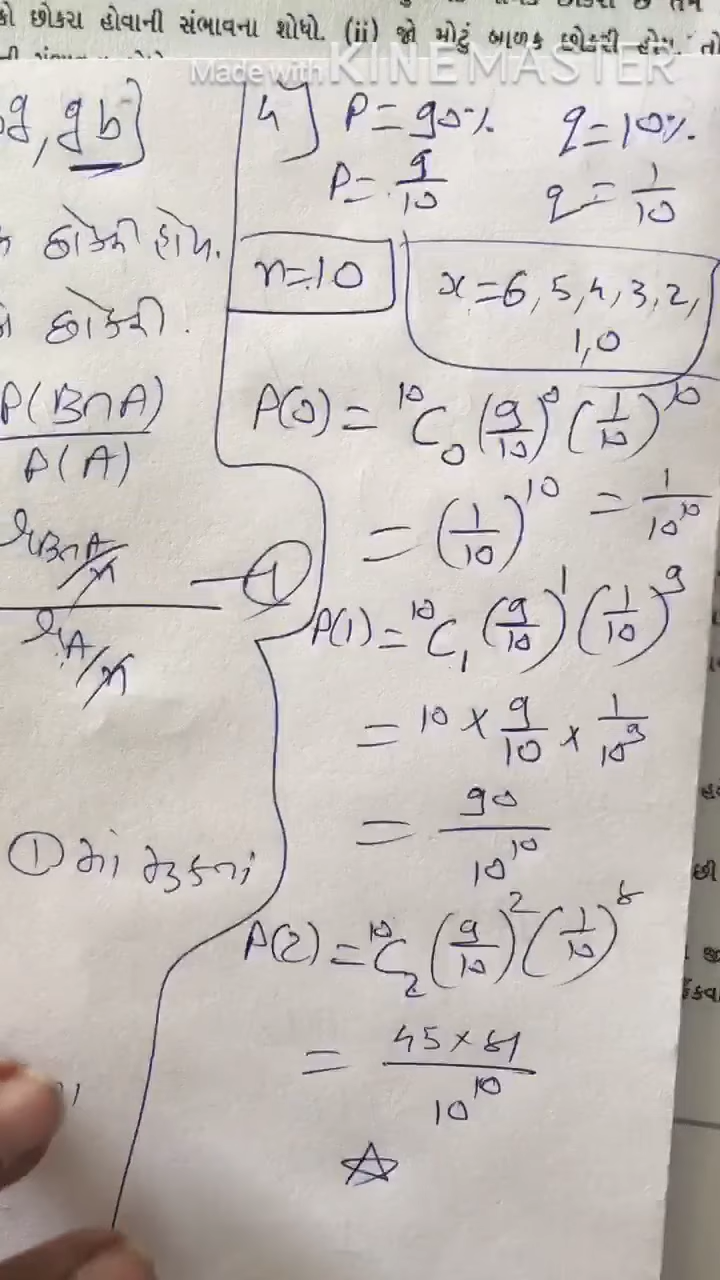 કો છોકરા હોવાની સંભાવના શોધો. (ii) જો મોટું બાળક છોકરી હોય, તો
Made with KINEMASTER
g, gb}
છોકરી હોય.
છોકરી.
P(B∩A)
P(A)
B∩A/n
A/n
— ①
① માં મુકતાં
4] P = 90% q = 10%.
P = 9/10 q = 1/10
n = 10
x = 6, 5, 4, 3, 2,
1, 0
P(0) = ¹⁰C₀ (9/10)⁰ (1/10)¹⁰
= (1/10)¹⁰ = 1/10¹⁰
P(1) = ¹⁰C₁ (9/10)¹ (1/10)⁹
= 10 × 9/10 × 1/10⁹
= 90/10¹⁰
P(2) = ¹⁰C₂ (9/10)² (1/10)⁸
= 45 × 81/10¹⁰